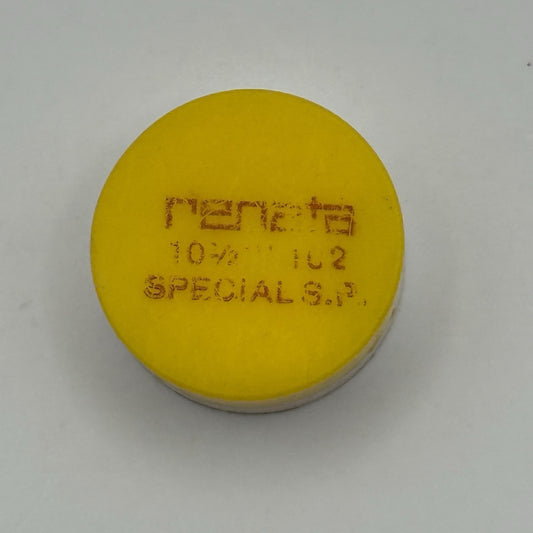 renata
10½''' 102
SPECIAL S.P.